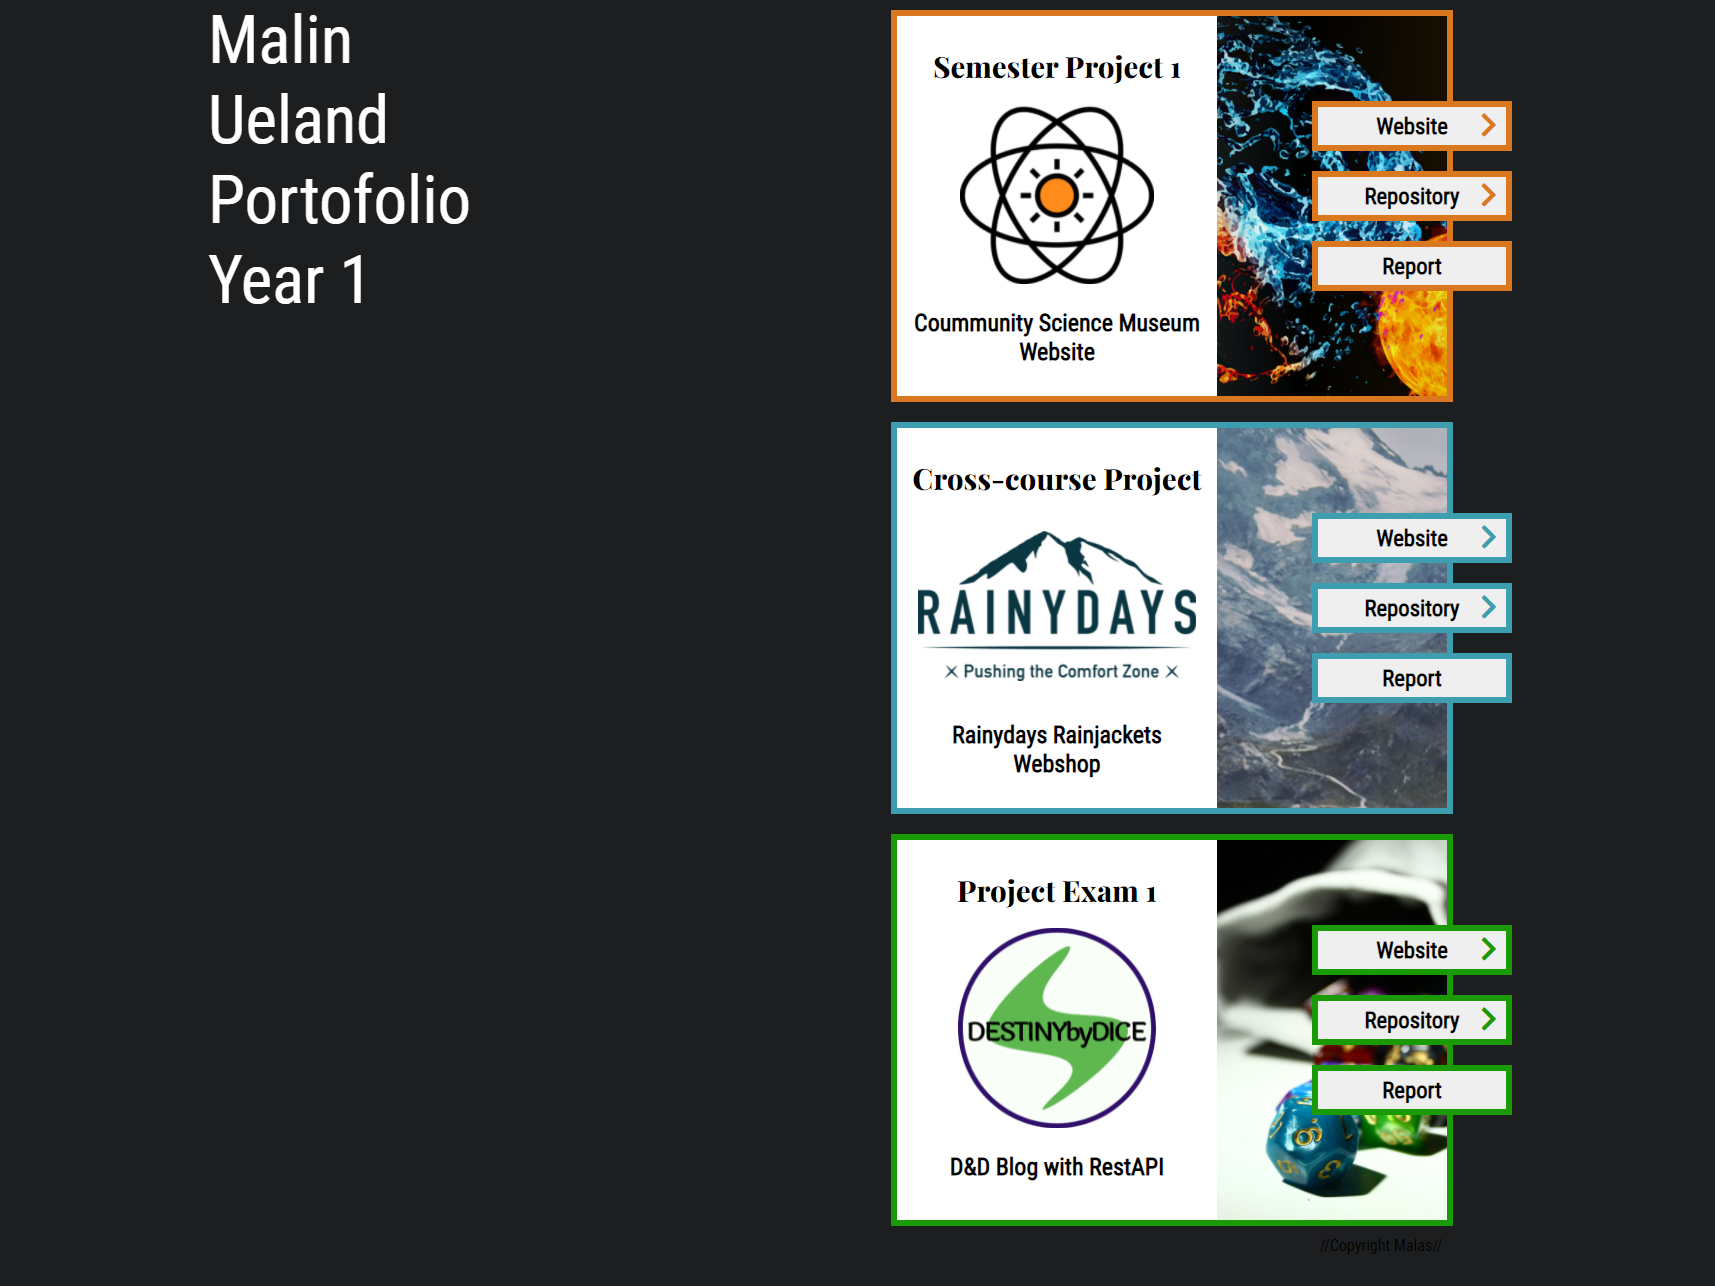 Malin
Ueland
Portofolio
Year 1
Semester Project 1
Coummunity Science Museum
Website
Website
Repository
Report
Cross-course Project
RAINYDAYS
Pushing the Comfort Zone
Rainydays Rainjackets
Webshop
Website
Repository
Report
Project Exam 1
DESTINYbyDICE
D&D Blog with RestAPI
Website
Repository
Report
//Copyright Malas//